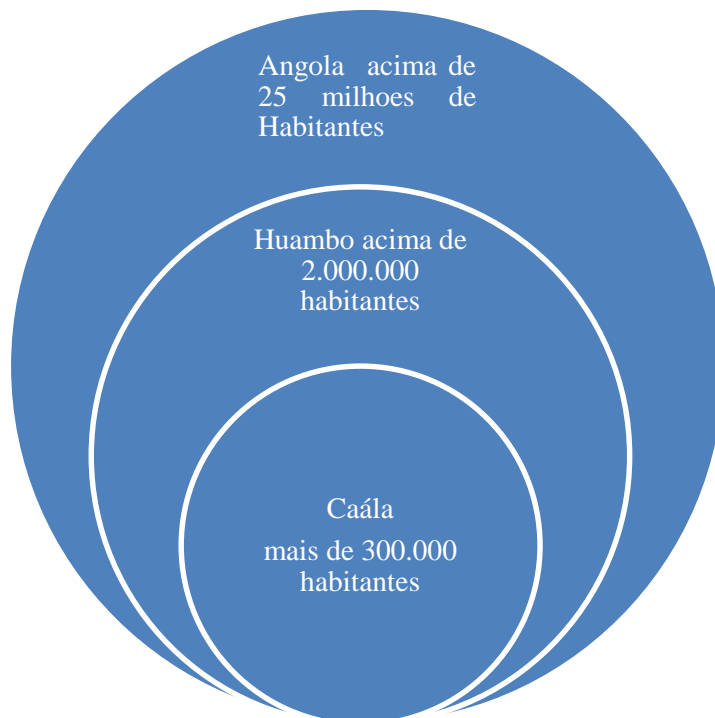 Angola acima de
25 milhoes de
Habitantes
Huambo acima de
2.000.000
habitantes
Caála
mais de 300.000
habitantes